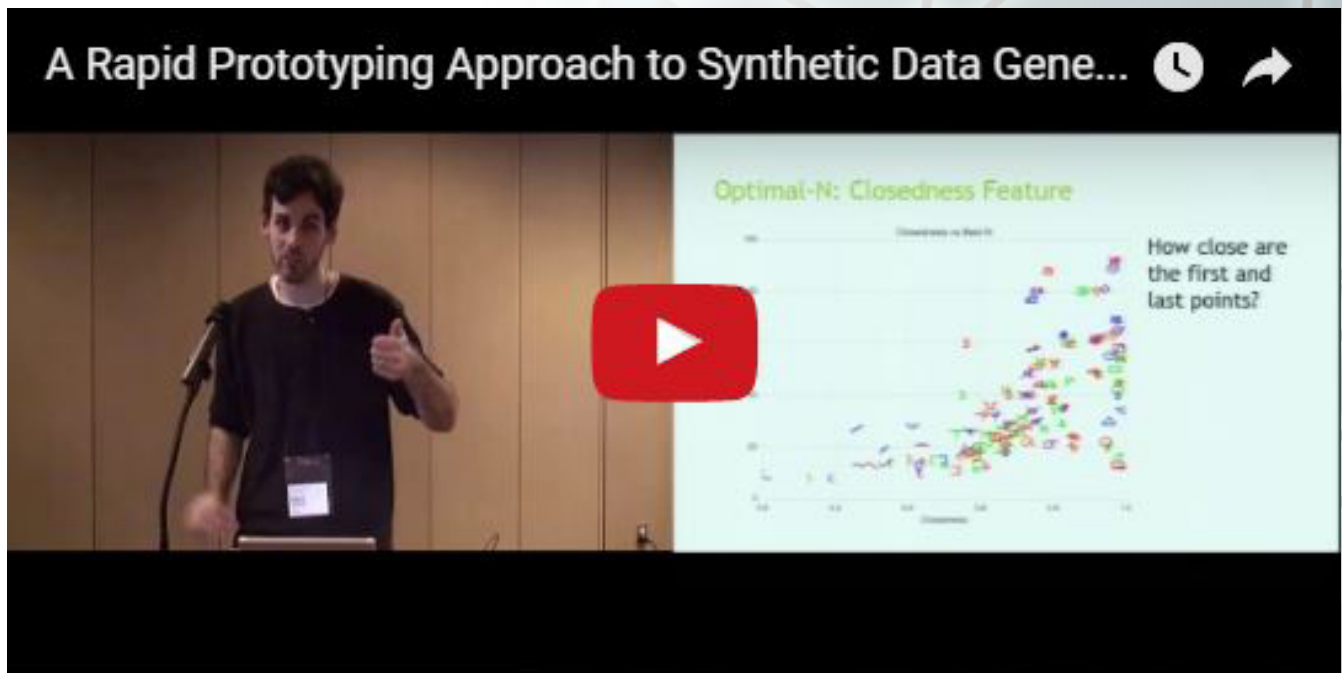 A Rapid Prototyping Approach to Synthetic Data Gene...
Optimal-N: Closedness Feature
How close are
the first and
last points?